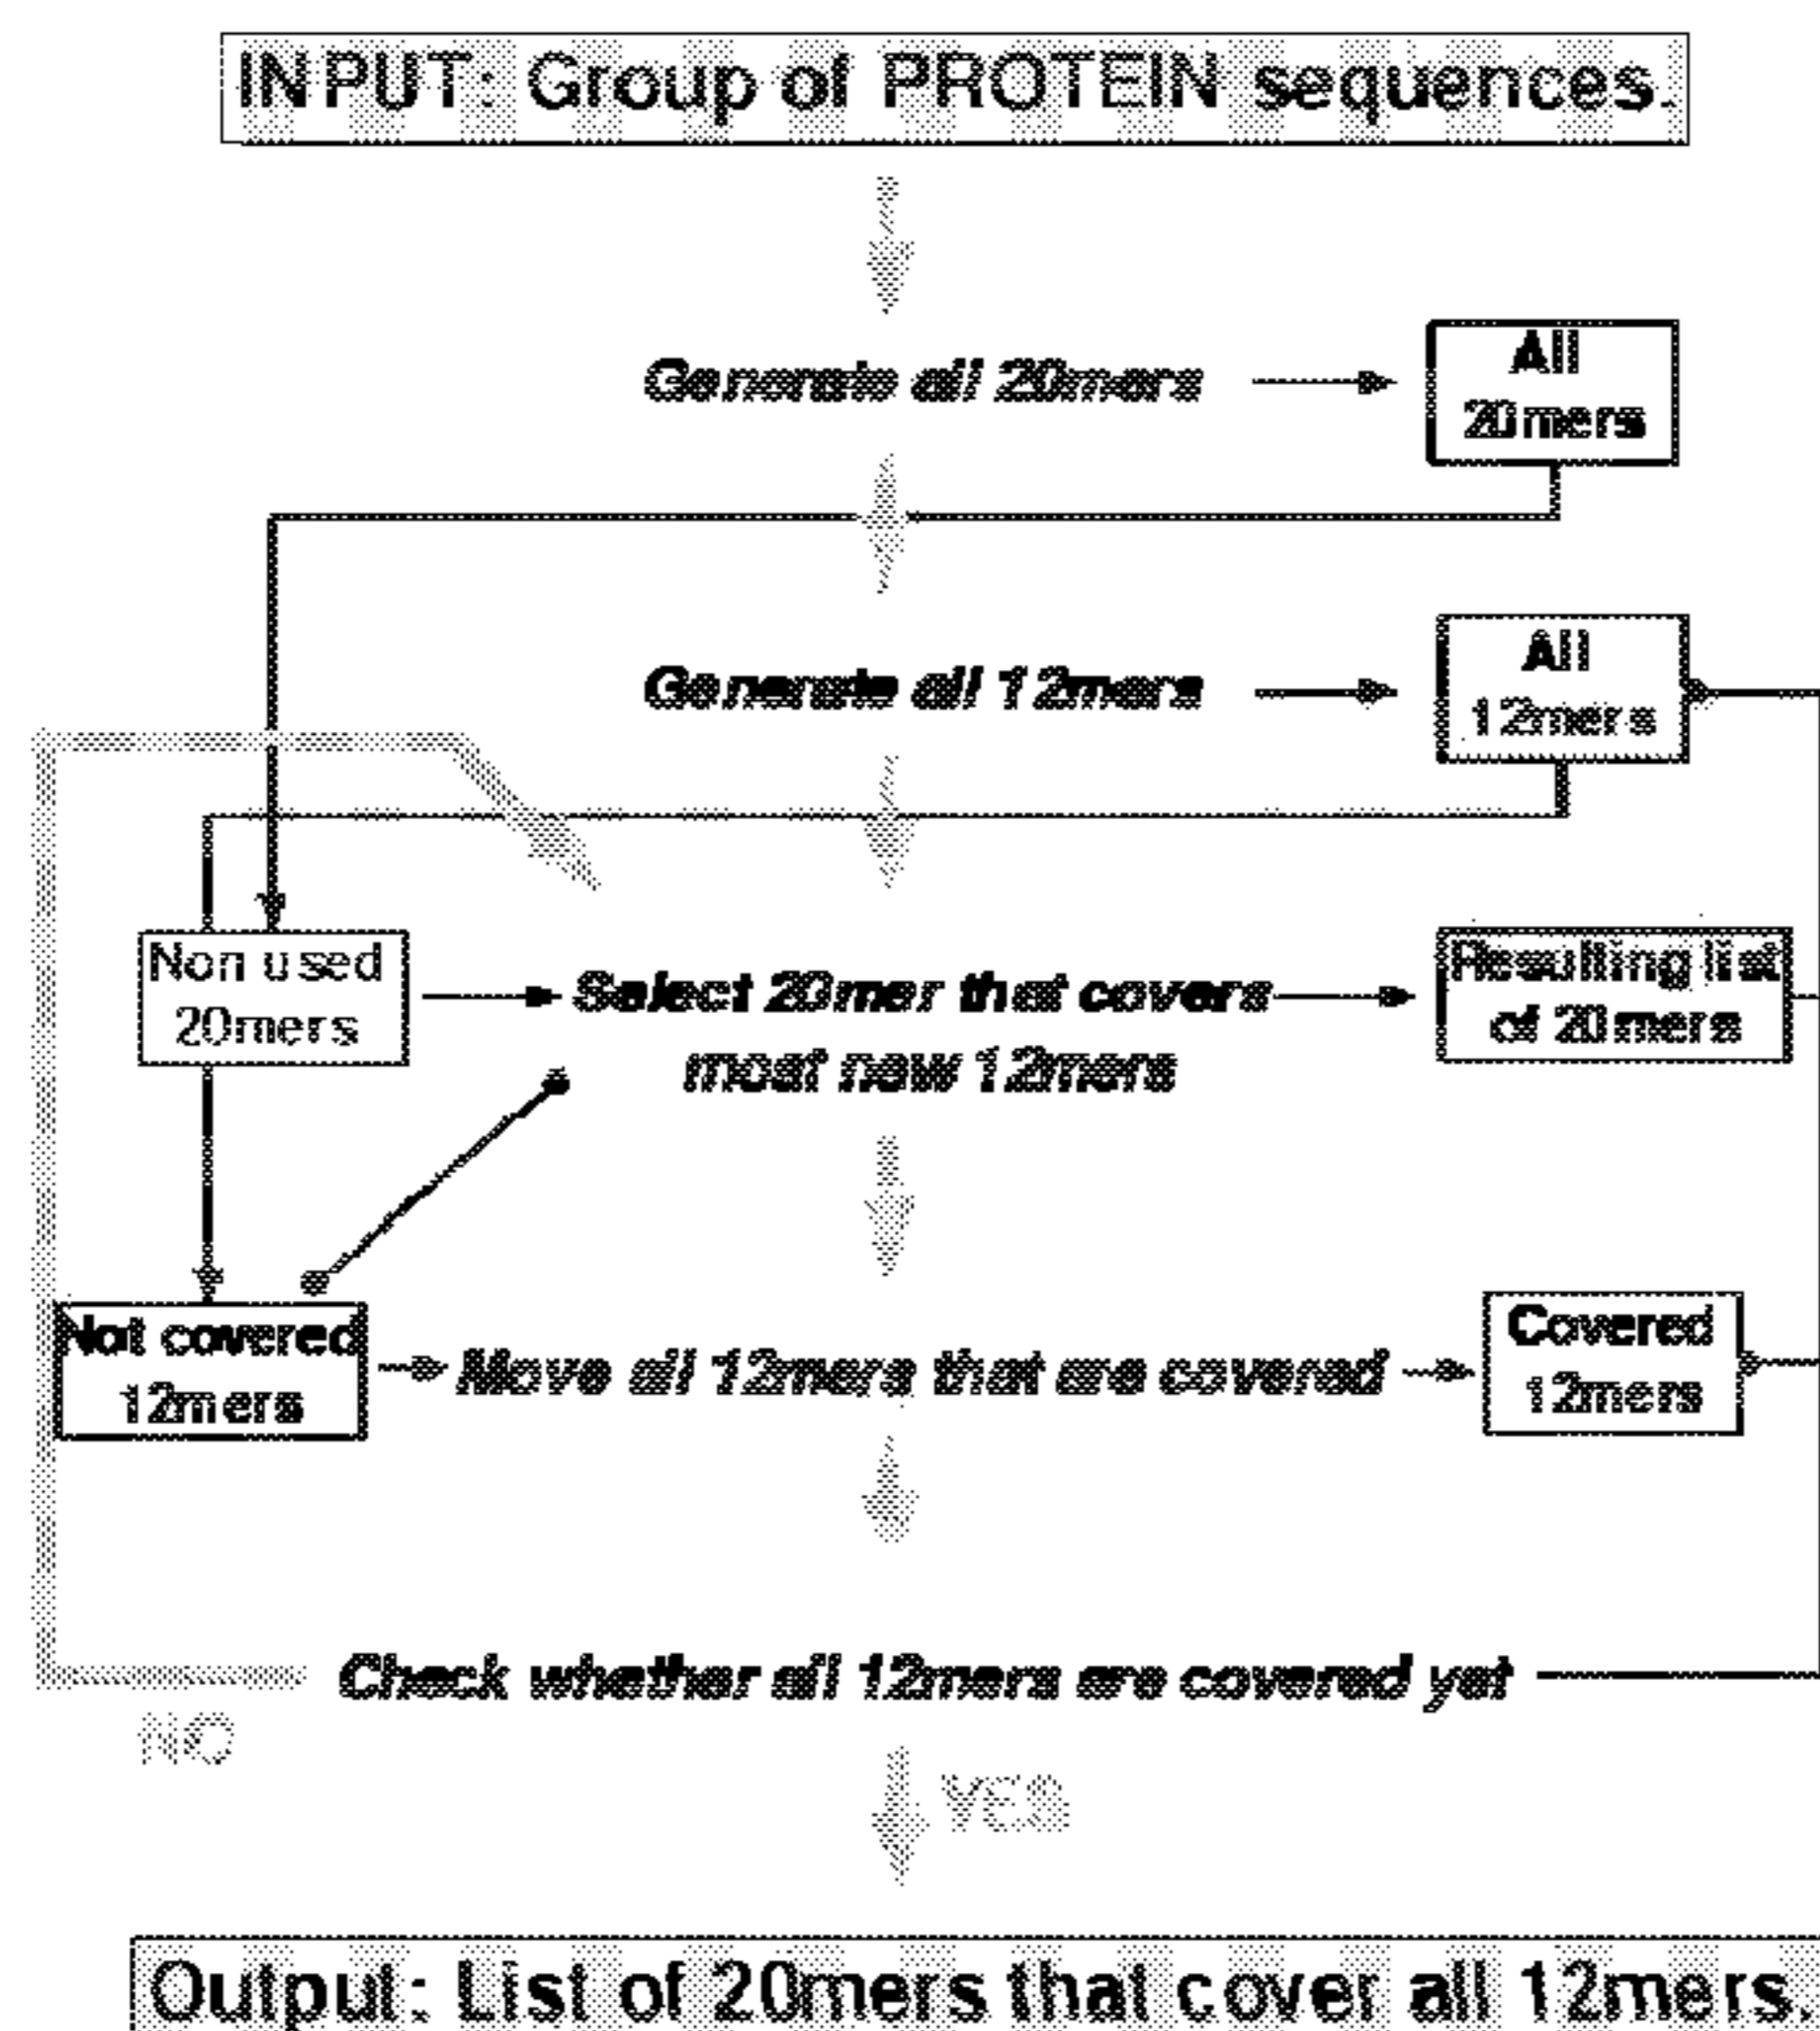 INPUT: Group of PROTEIN sequences.
Generate all 20mers
All
20mers
Generate all 12mers
All
12mers
Non used
20mers
Select 20mer that covers
most new 12mers
Resulting list
of 20mers
Not covered
12mers
Move all 12mers that are covered
Covered
12mers
Check whether all 12mers are covered yet
NO
YES
Output: List of 20mers that cover all 12mers.